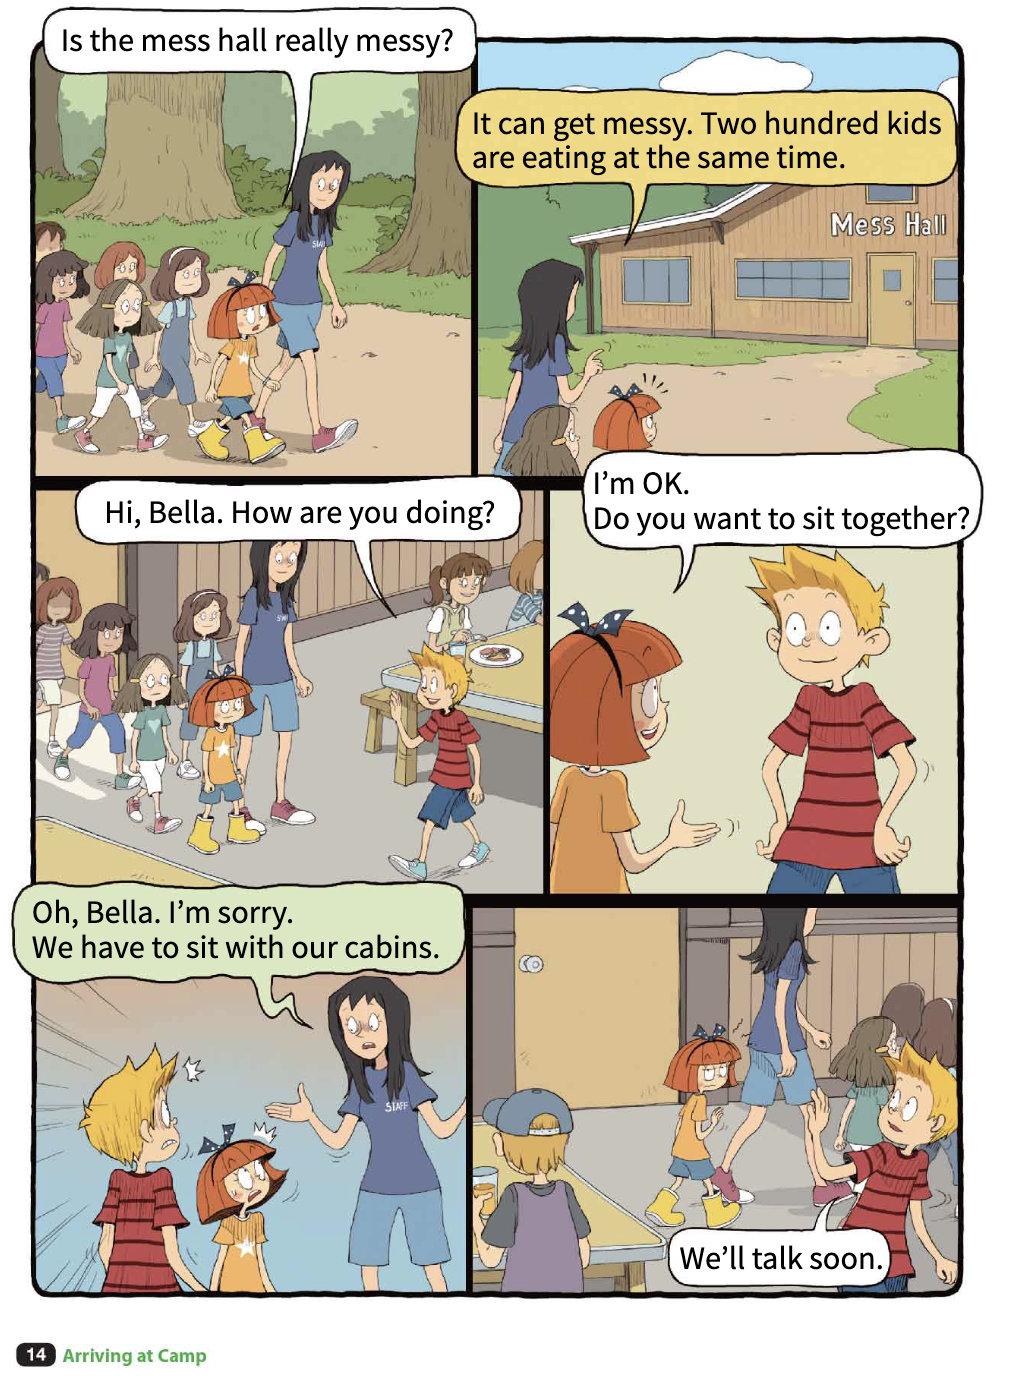 Is the mess hall really messy?
It can get messy. Two hundred kids
are eating at the same time.
Mess Hall
Hi, Bella. How are you doing?
I’m OK.
Do you want to sit together?
Oh, Bella. I’m sorry.
We have to sit with our cabins.
STAFF
We’ll talk soon.
14 Arriving at Camp